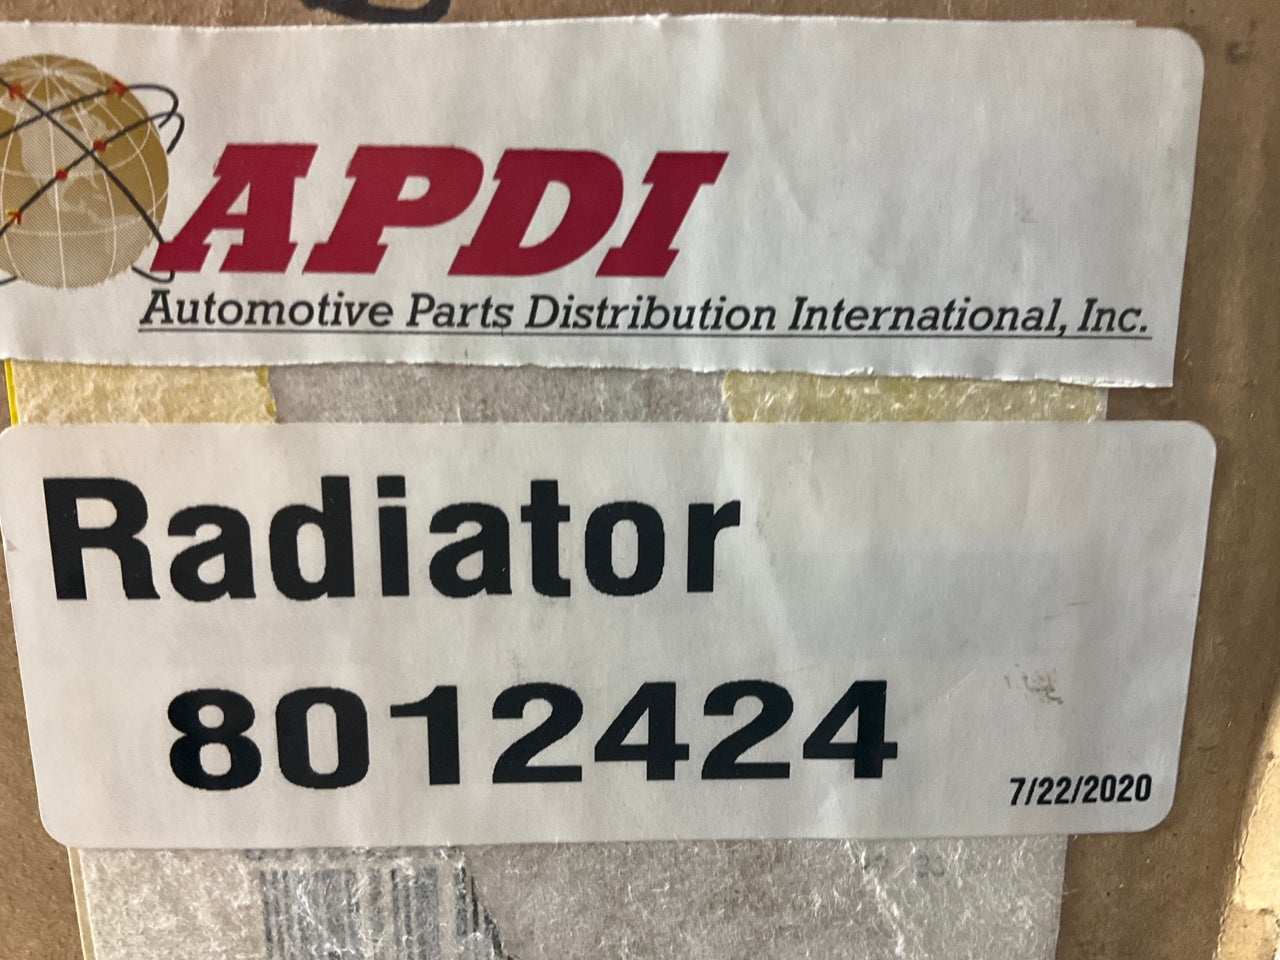 APDI
Automotive Parts Distribution International, Inc.
Radiator
8012424
7/22/2020